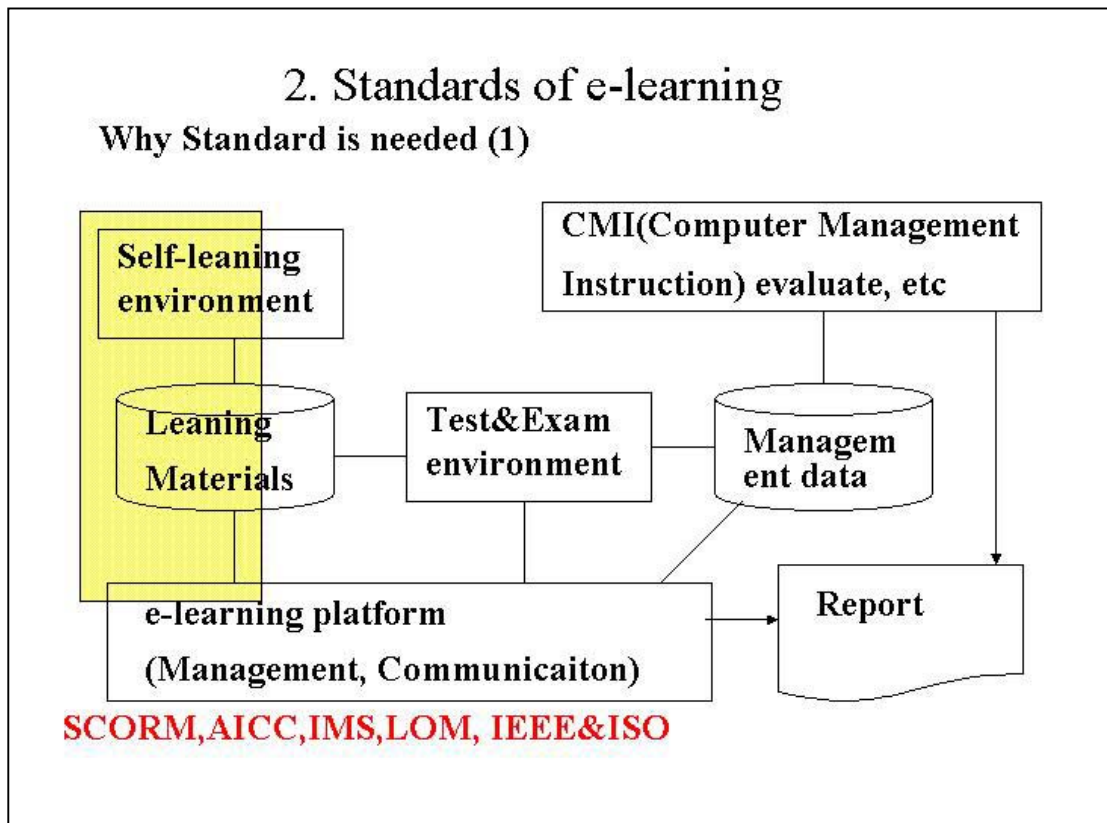 2. Standards of e-learning
Why Standard is needed (1)
Self-leaning
environment
CMI(Computer Management
Instruction) evaluate, etc
Leaning
Materials
Test&Exam
environment
Managem
ent data
e-learning platform
(Management, Communicaiton)
Report
SCORM,AICC,IMS,LOM, IEEE&ISO